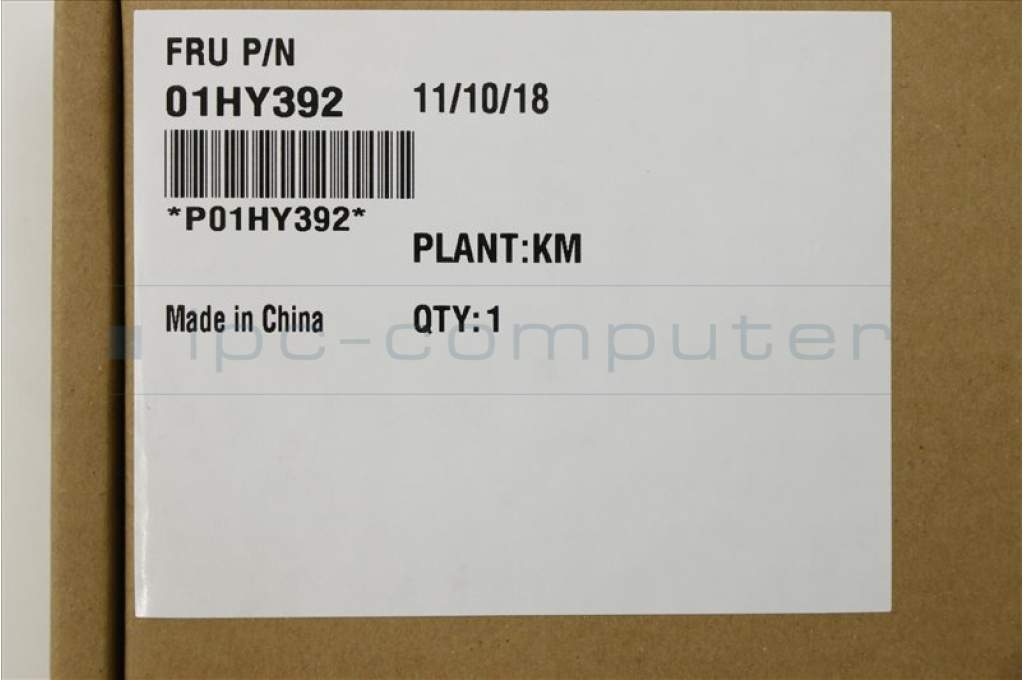 FRU P/N
01HY392 11/10/18
*P01HY392*
PLANT:KM
Made in China QTY: 1
ipc-computer